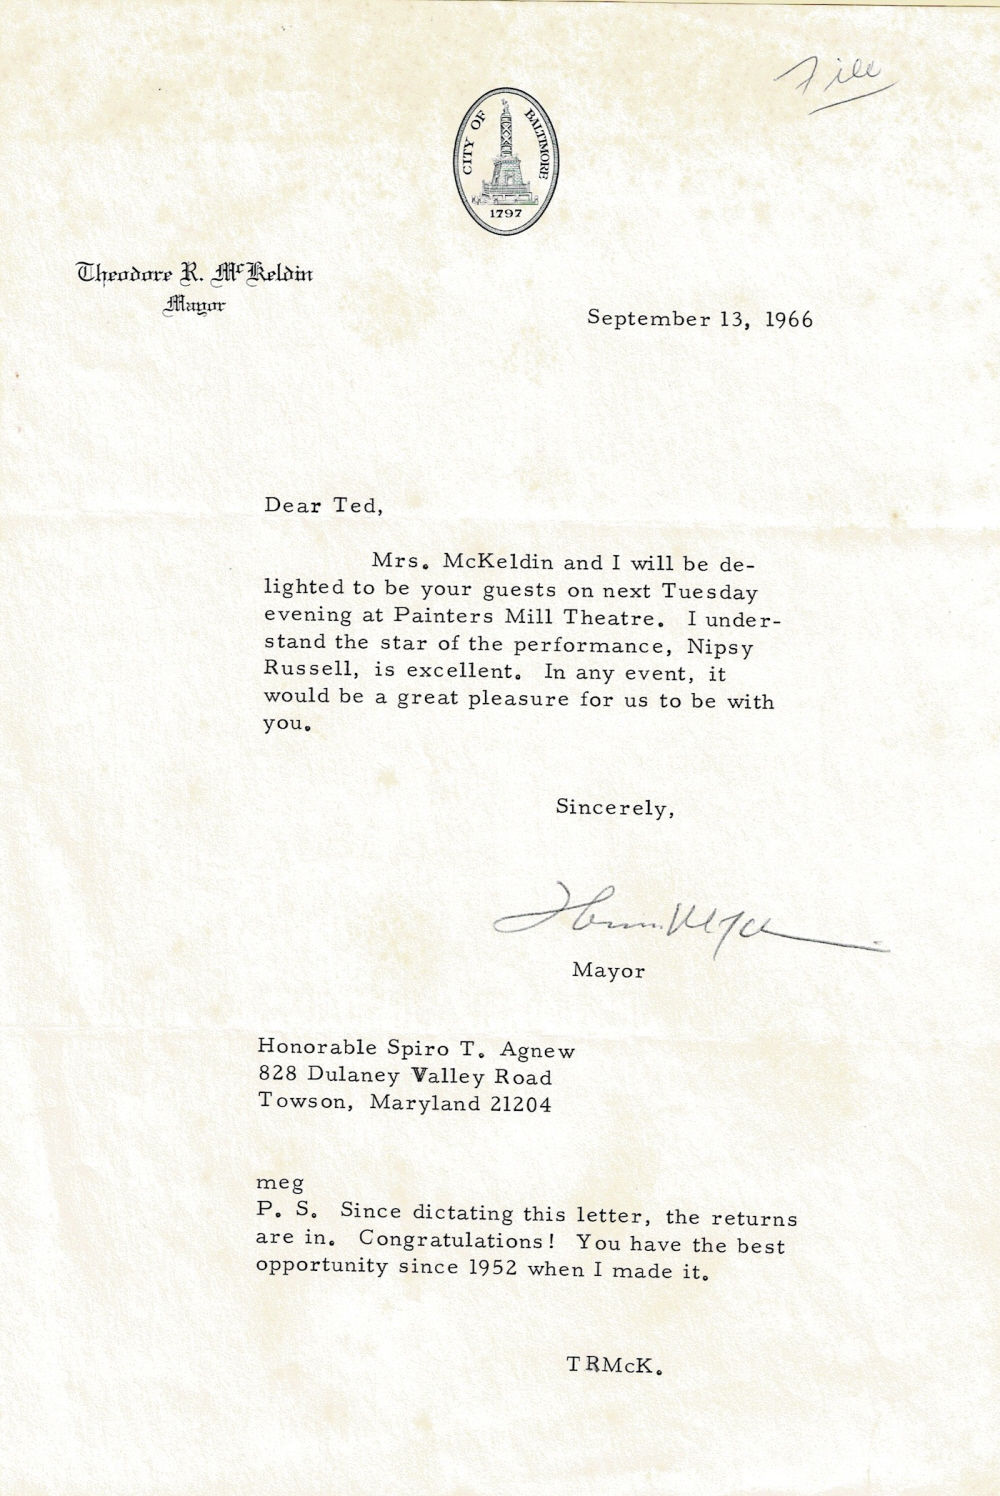 File
CITY OF BALTIMORE
1797
Theodore R. McKeldin
Mayor
September 13, 1966
Dear Ted,
Mrs. McKeldin and I will be de-
lighted to be your guests on next Tuesday
evening at Painters Mill Theatre. I under-
stand the star of the performance, Nipsy
Russell, is excellent. In any event, it
would be a great pleasure for us to be with
you.
Sincerely,
Mayor
Honorable Spiro T. Agnew
828 Dulaney Valley Road
Towson, Maryland 21204
meg
P. S. Since dictating this letter, the returns
are in. Congratulations! You have the best
opportunity since 1952 when I made it.
TRMcK.